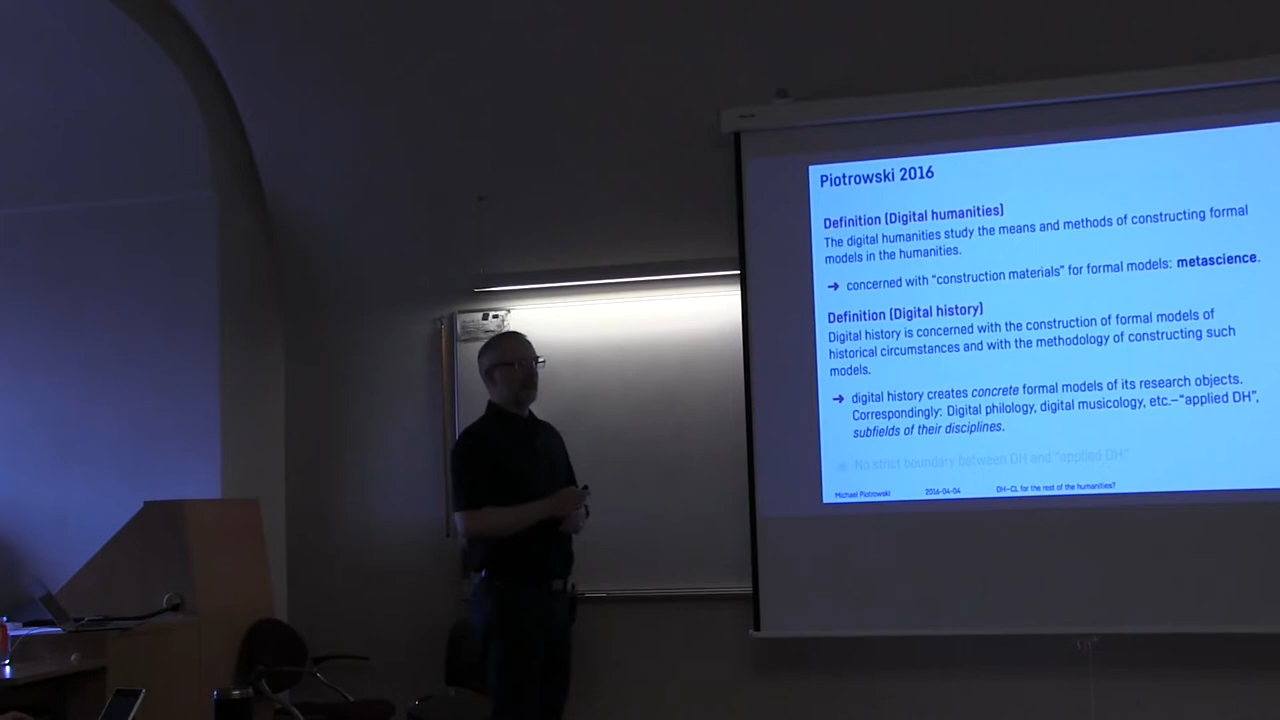 Piotrowski 2016
Definition (Digital humanities)
The digital humanities study the means and methods of constructing formal
models in the humanities.
➔ concerned with “construction materials” for formal models: metascience.
Definition (Digital history)
Digital history is concerned with the construction of formal models of
historical circumstances and with the methodology of constructing such
models.
➔ digital history creates concrete formal models of its research objects.
Correspondingly: Digital philology, digital musicology, etc.—“applied DH”,
subfields of their disciplines.
No strict boundary between DH and “applied DH.”
Michael Piotrowski 2016-04-04 DH–CL for the rest of the humanities?